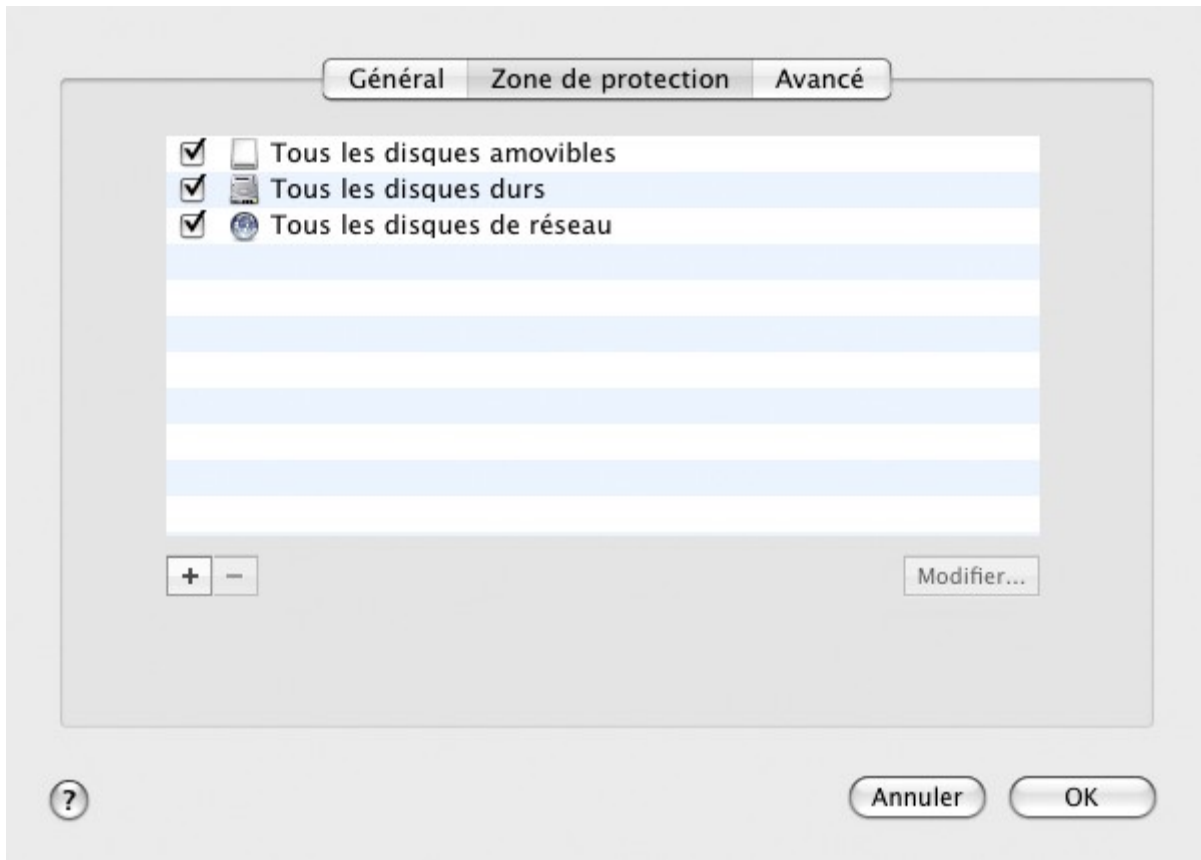 Général Zone de protection Avancé
Tous les disques amovibles
Tous les disques durs
Tous les disques de réseau
+ − Modifier...
? Annuler OK